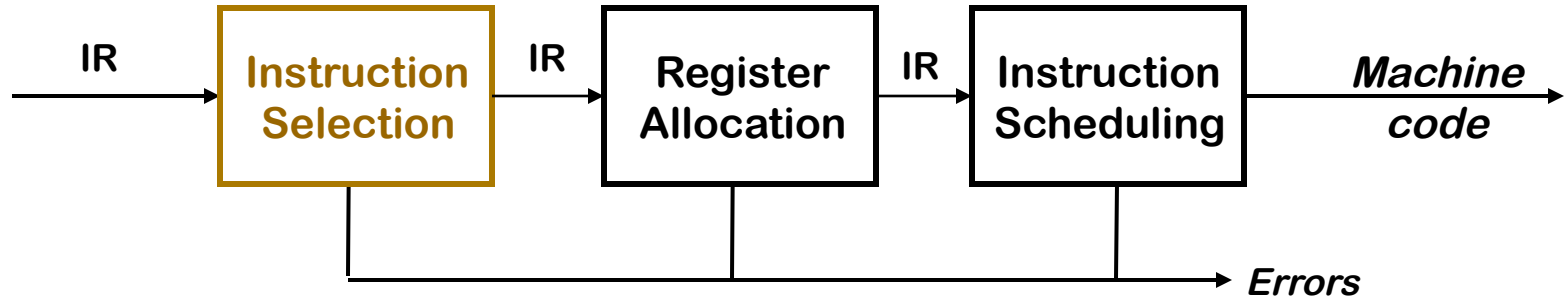 IR
Instruction
Selection
IR
Register
Allocation
IR
Instruction
Scheduling
Machine
code
Errors